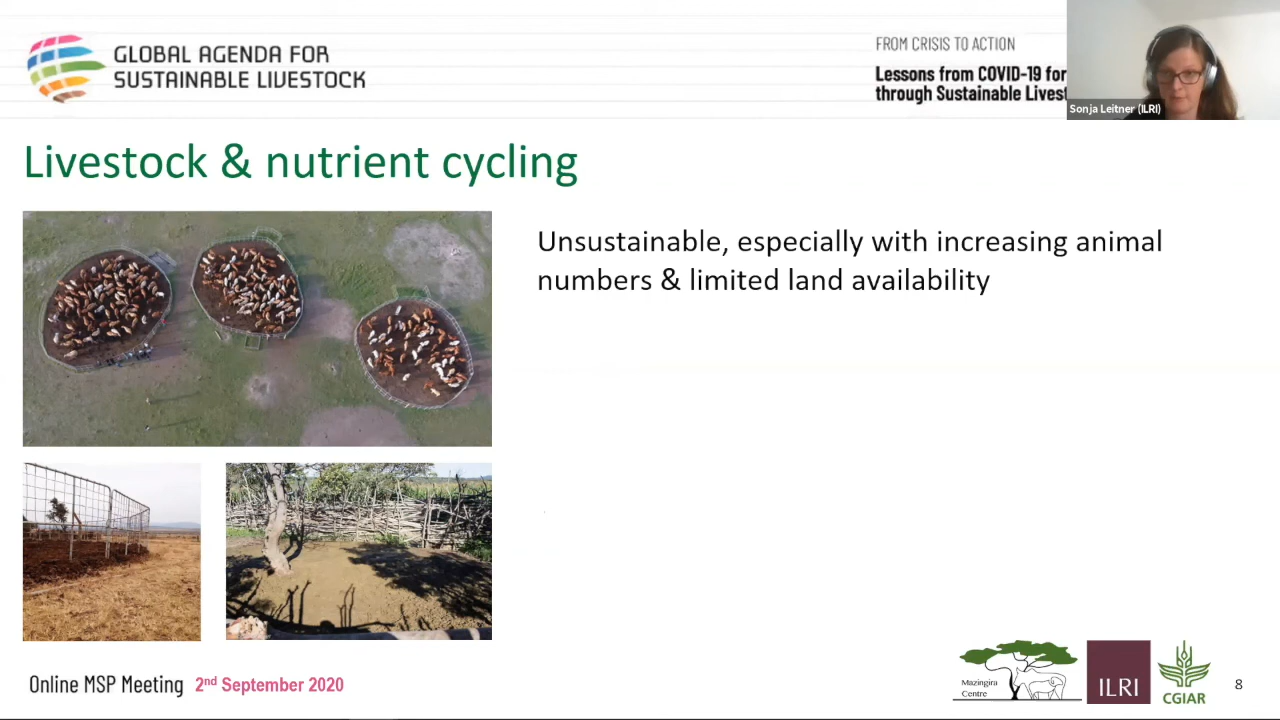 GLOBAL AGENDA FOR
SUSTAINABLE LIVESTOCK
FROM CRISIS TO ACTION
Lessons from COVID-19 for
through Sustainable
Sonja Leitner (ILRI)
Livestock & nutrient cycling
Unsustainable, especially with increasing animal
numbers & limited land availability
Online MSP Meeting 2nd September 2020
Mazingira
Centre
ILRI
CGIAR
8